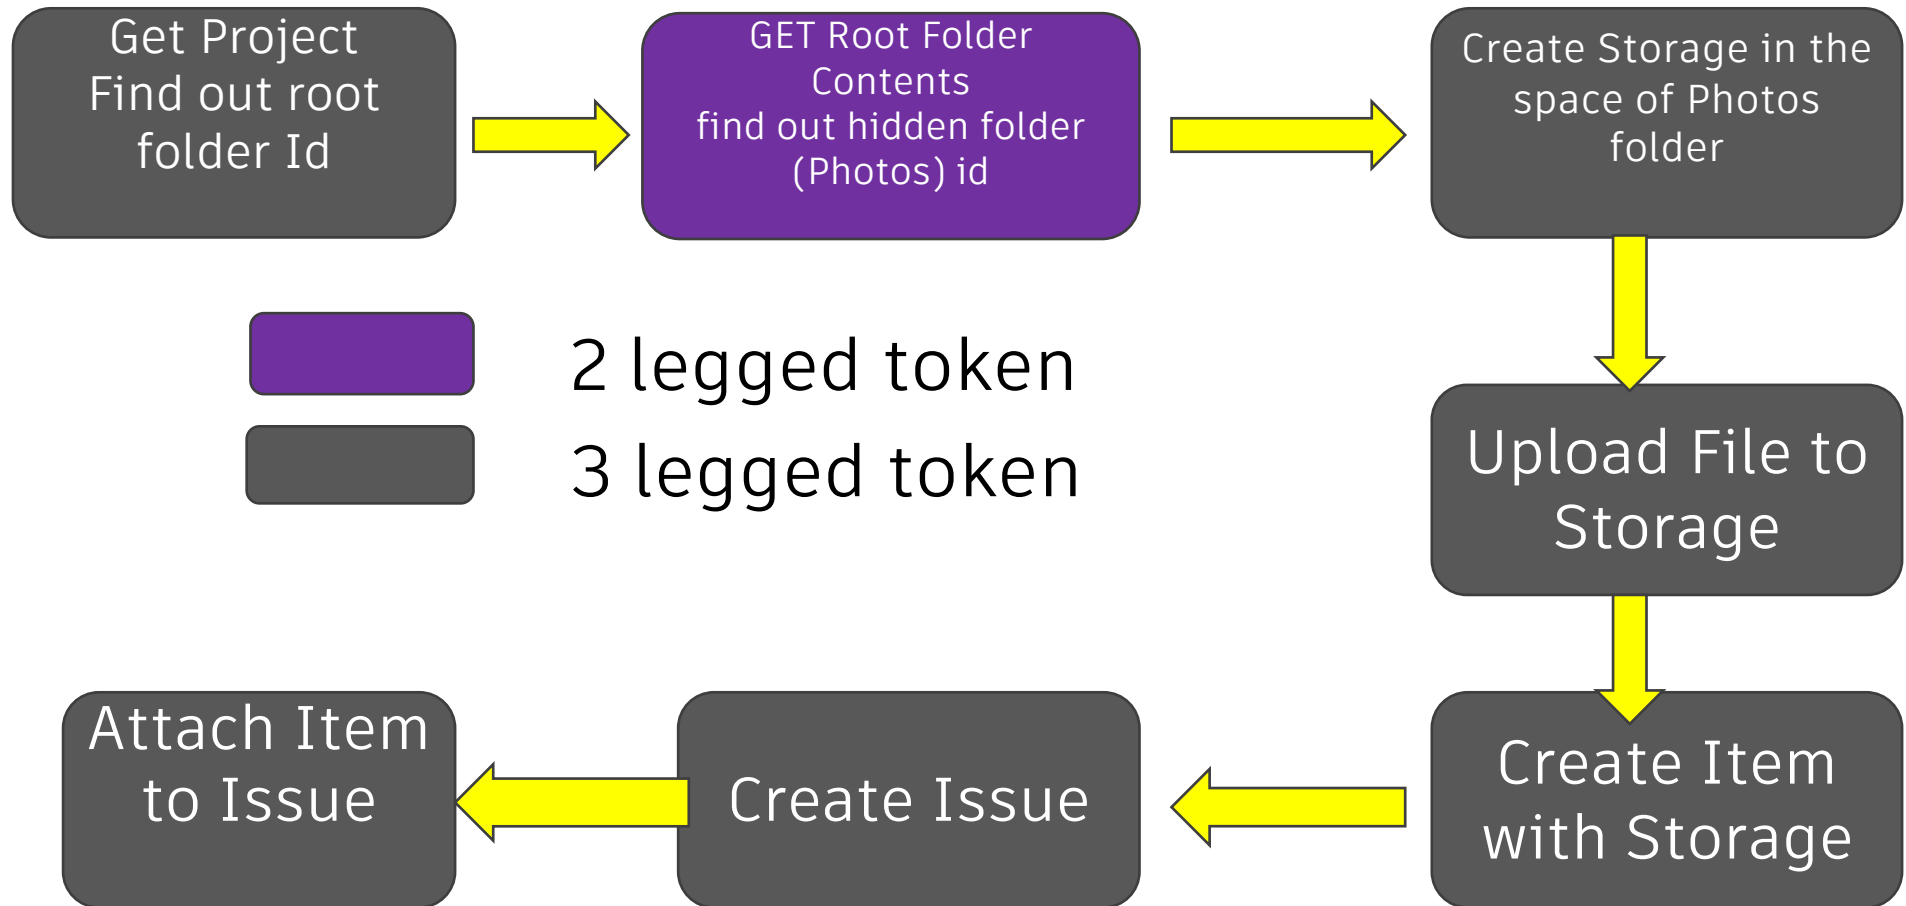 Get Project
Find out root
folder Id
GET Root Folder
Contents
find out hidden folder
(Photos) id
Create Storage in the
space of Photos
folder
2 legged token
3 legged token
Upload File to
Storage
Attach Item
to Issue
Create Issue
Create Item
with Storage